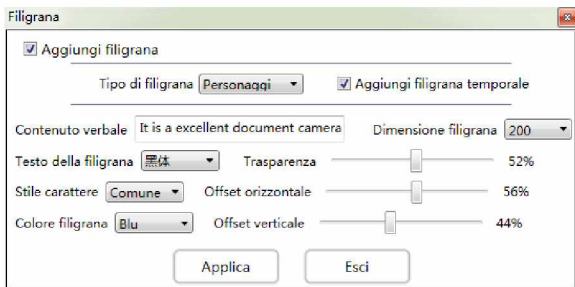 Filigrana
Aggiungi filigrana
Tipo di filigrana Personaggi Aggiungi filigrana temporale
Contenuto verbale It is a excellent document camera Dimensione filigrana 200
Testo della filigrana 黑体 Trasparenza 52%
Stile carattere Comune Offset orizzontale 56%
Colore filigrana Blu Offset verticale 44%
Applica Esci